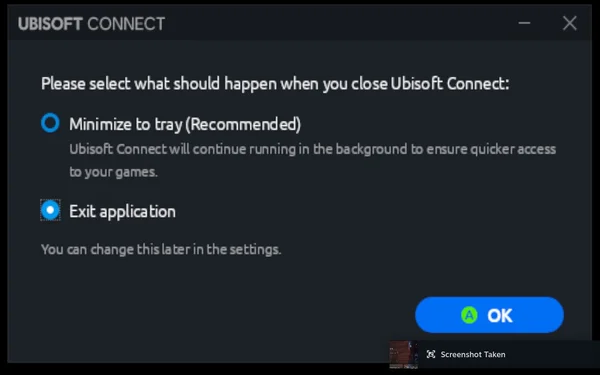 UBISOFT CONNECT
Please select what should happen when you close Ubisoft Connect:
Minimize to tray (Recommended)
Ubisoft Connect will continue running in the background to ensure quicker access
to your games.
Exit application
You can change this later in the settings.
A OK
Screenshot Taken